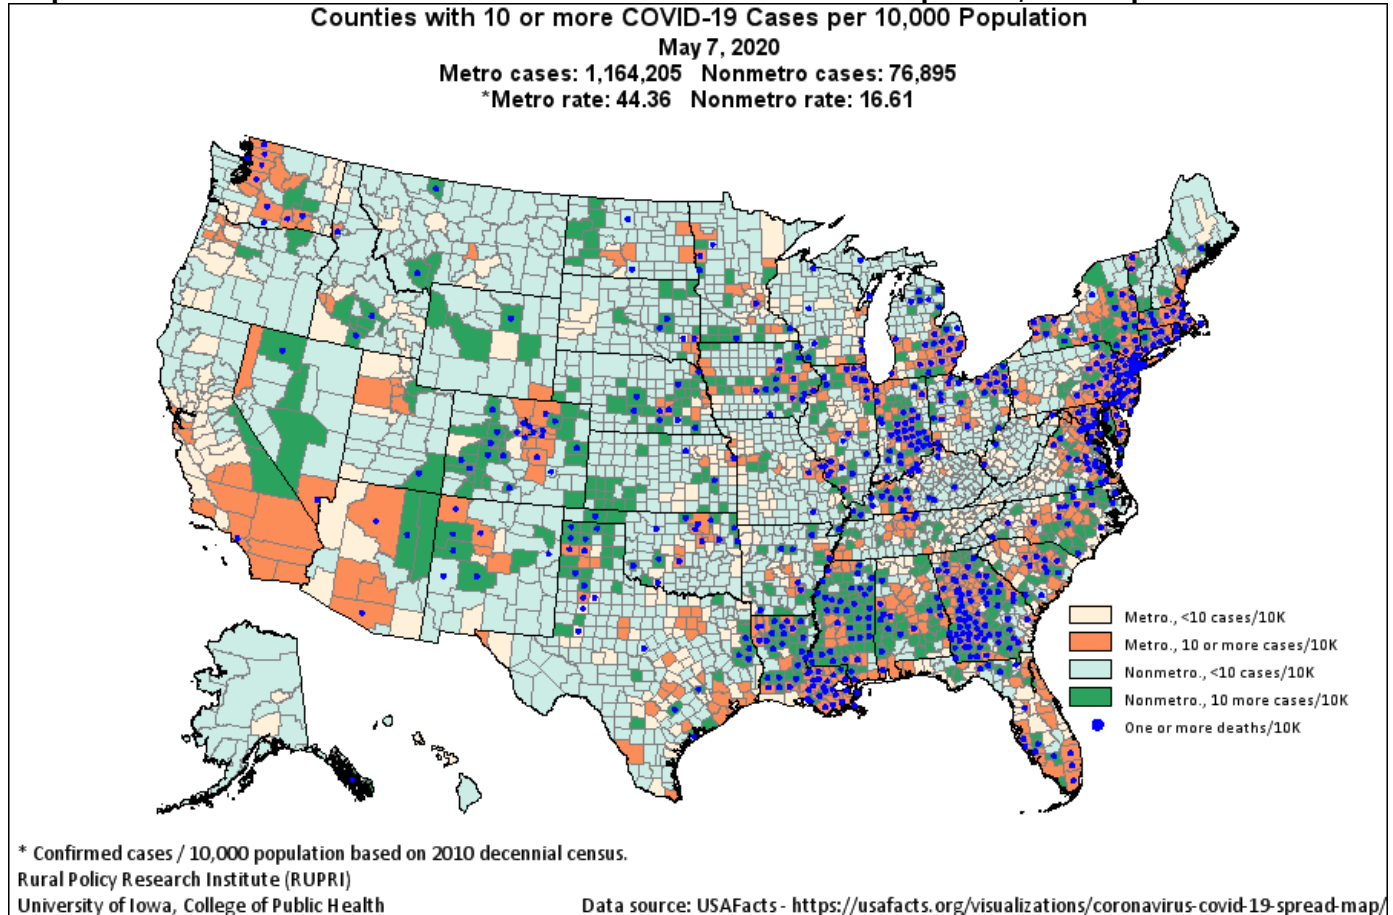 Counties with 10 or more COVID-19 Cases per 10,000 Population
May 7, 2020
Metro cases: 1,164,205 Nonmetro cases: 76,895
*Metro rate: 44.36 Nonmetro rate: 16.61
Metro., <10 cases/10K
Metro., 10 or more cases/10K
Nonmetro., <10 cases/10K
Nonmetro., 10 more cases/10K
One or more deaths/10K
* Confirmed cases / 10,000 population based on 2010 decennial census.
Rural Policy Research Institute (RUPRI)
University of Iowa, College of Public Health
Data source: USAFacts - https://usafacts.org/visualizations/coronavirus-covid-19-spread-map/